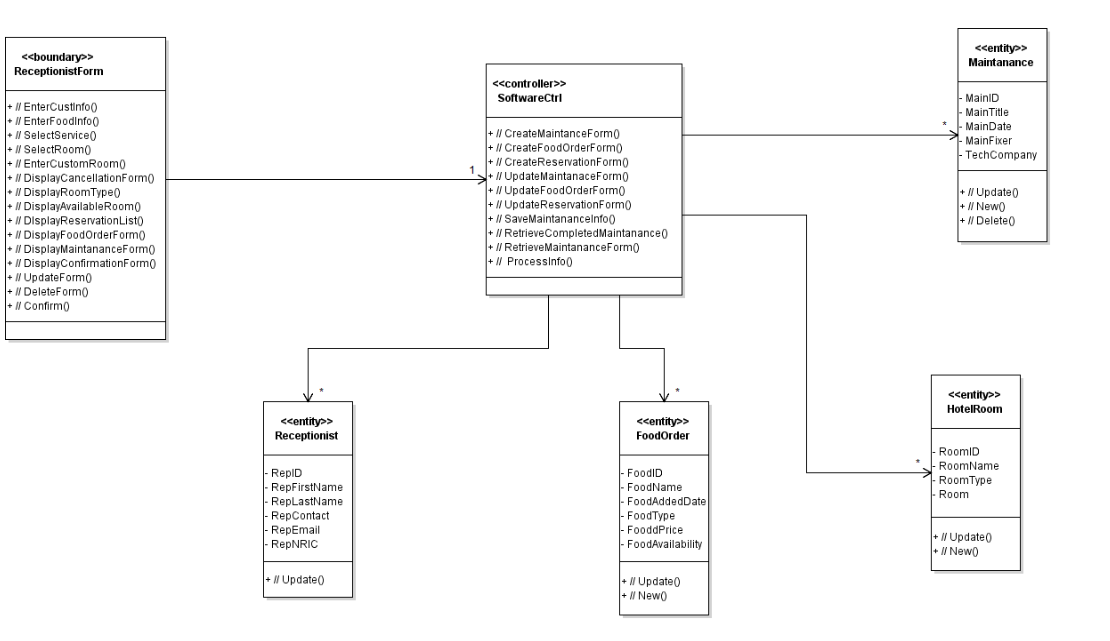 <<boundary>>
ReceptionistForm
+ // EnterCustInfo()
+ // EnterFoodInfo()
+ // SelectService()
+ // SelectRoom()
+ // EnterCustomRoom()
+ // DisplayCancellationForm()
+ // DisplayRoomType()
+ // DisplayAvailableRoom()
+ // DIsplayReservationList()
+ // DisplayFoodOrderForm()
+ // DisplayMaintananceForm()
+ // DisplayConfirmationForm()
+ // UpdateForm()
+ // DeleteForm()
+ // Confirm()
1
<<controller>>
SoftwareCtrl
+ // CreateMaintanceForm()
+ // CreateFoodOrderForm()
+ // CreateReservationForm()
+ // UpdateMaintanaceForm()
+ // UpdateFoodOrderForm()
+ // UpdateReservationForm()
+ // SaveMaintananceInfo()
+ // RetrieveCompletedMaintanance()
+ // RetrieveMaintananceForm()
+ // ProcessInfo()
*
<<entity>>
Maintanance
- MainID
- MainTitle
- MainDate
- MainFixer
- TechCompany
+ // Update()
+ // New()
+ // Delete()
*
<<entity>>
Receptionist
- RepID
- RepFirstName
- RepLastName
- RepContact
- RepEmail
- RepNRIC
+ // Update()
*
<<entity>>
FoodOrder
- FoodID
- FoodName
- FoodAddedDate
- FoodType
- FooddPrice
- FoodAvailability
+ // Update()
+ // New()
*
<<entity>>
HotelRoom
- RoomID
- RoomName
- RoomType
- Room
+ // Update()
+ // New()